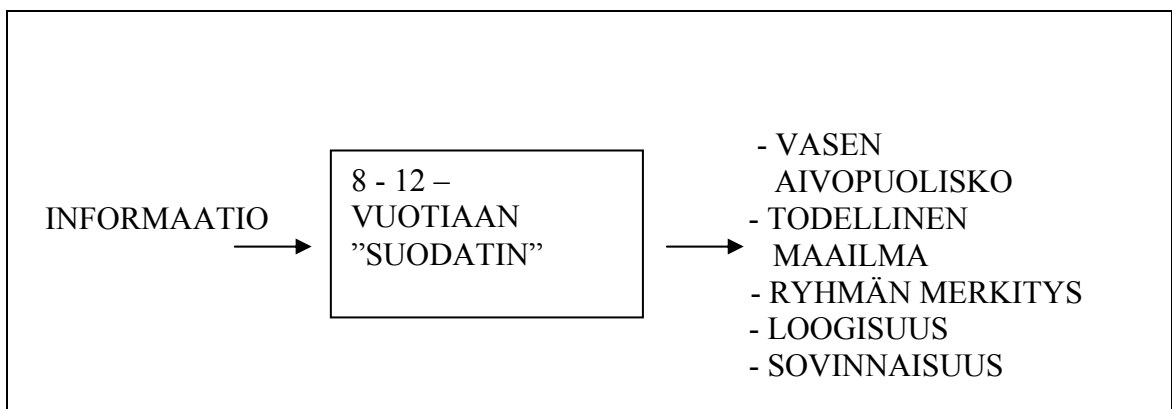 INFORMAATIO
8 - 12 –
VUOTIAAN
”SUODATIN”
- VASEN
AIVOPUOLISKO
- TODELLINEN
MAAILMA
- RYHMÄN MERKITYS
- LOOGISUUS
- SOVINNAISUUS